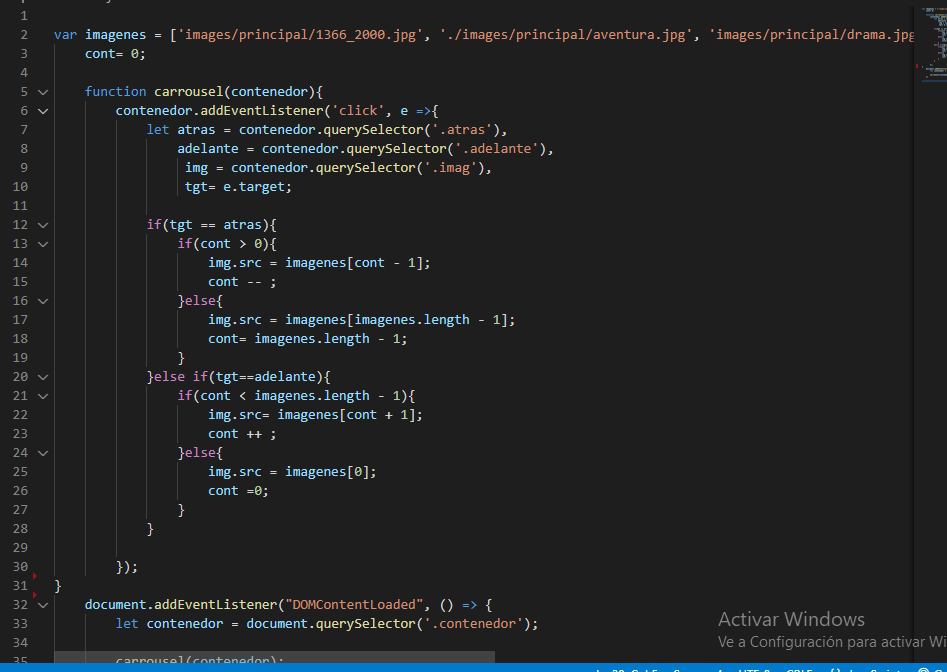 1
2 var imagenes = ['images/principal/1366_2000.jpg', './images/principal/aventura.jpg', 'images/principal/drama.jpg
3 cont= 0;
4
5 function carrousel(contenedor){
6 contenedor.addEventListener('click', e =>{
7 let atras = contenedor.querySelector('.atras'),
8 adelante = contenedor.querySelector('.adelante'),
9 img = contenedor.querySelector('.imag'),
10 tgt= e.target;
11
12 if(tgt == atras){
13 if(cont > 0){
14 img.src = imagenes[cont - 1];
15 cont -- ;
16 }else{
17 img.src = imagenes[imagenes.length - 1];
18 cont= imagenes.length - 1;
19 }
20 }else if(tgt==adelante){
21 if(cont < imagenes.length - 1){
22 img.src= imagenes[cont + 1];
23 cont ++ ;
24 }else{
25 img.src = imagenes[0];
26 cont =0;
27 }
28 }
29
30 });
31 }
32 document.addEventListener("DOMContentLoaded", () => {
33 let contenedor = document.querySelector('.contenedor');
34
35 carrousel(contenedor);
Activar Windows
Ve a Configuración para activar Wi